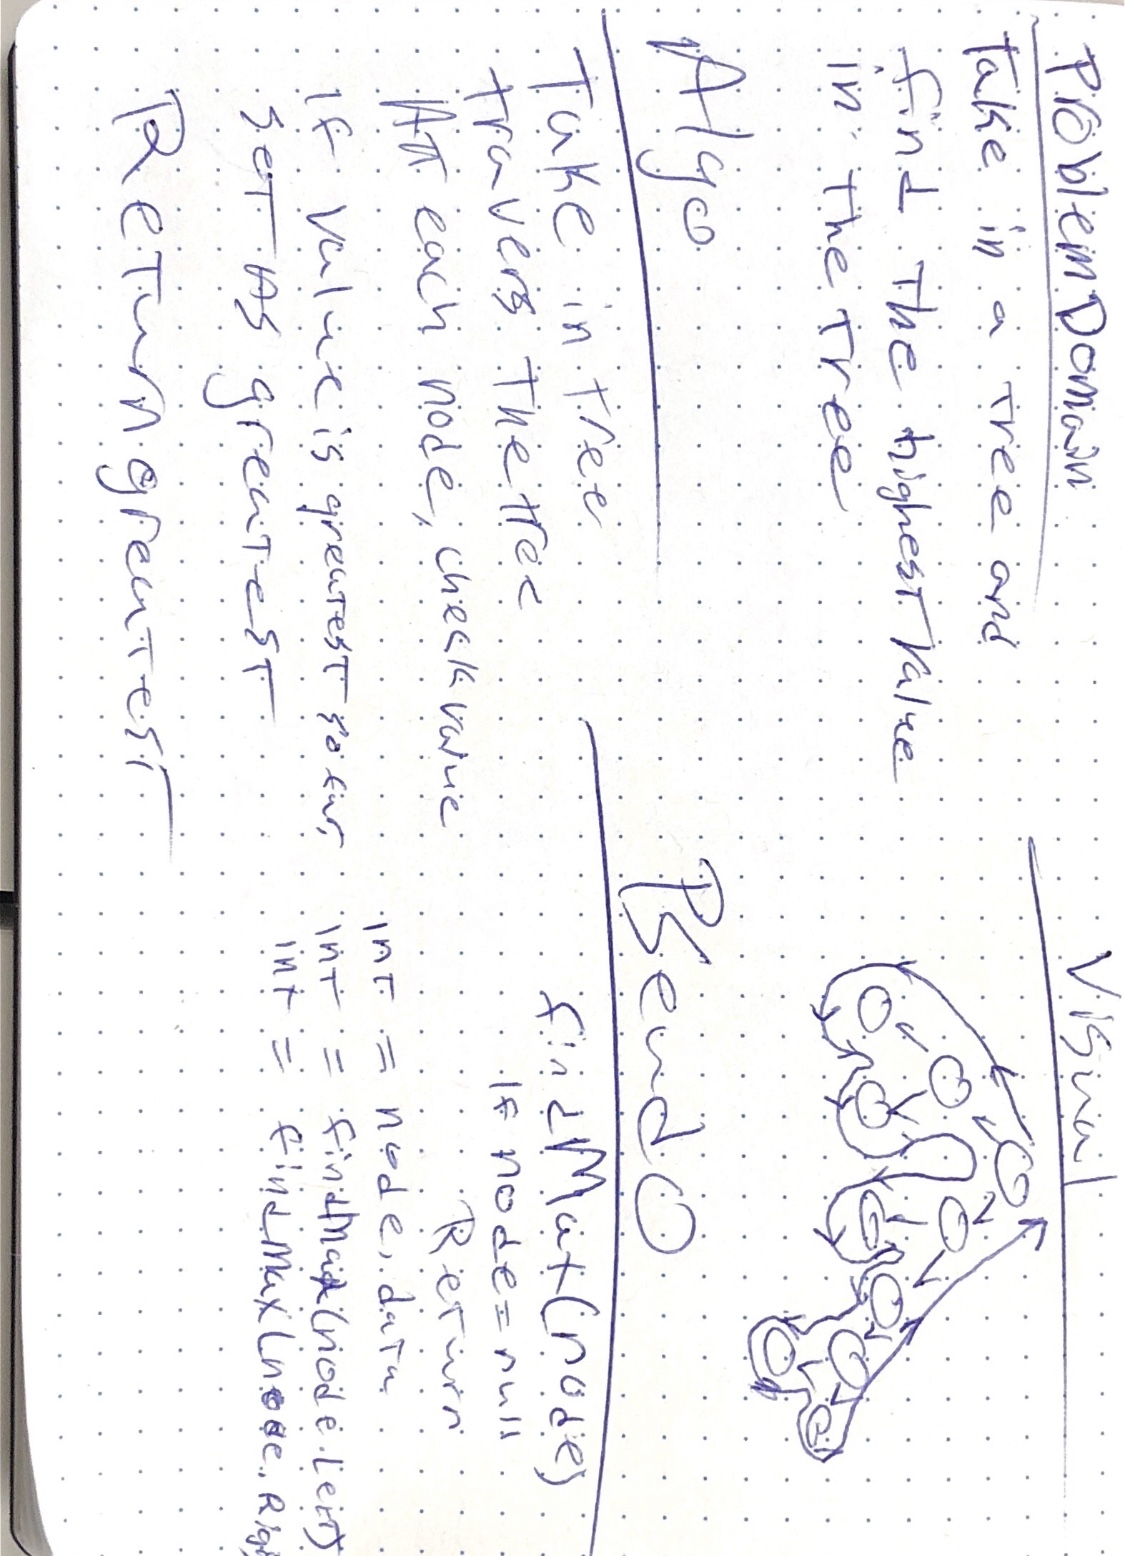 Problem Domain
Take in a tree and
find the highest value
in the tree
Algo
Take in tree
travers the tree
At each node, check value
if value is greatest so far,
set as greatest
Return greatest
Visual
PseudO
findMax(node)
If node = null
Return
int = node.data
int = findMax(node.left)
int = findMax(node.Rig